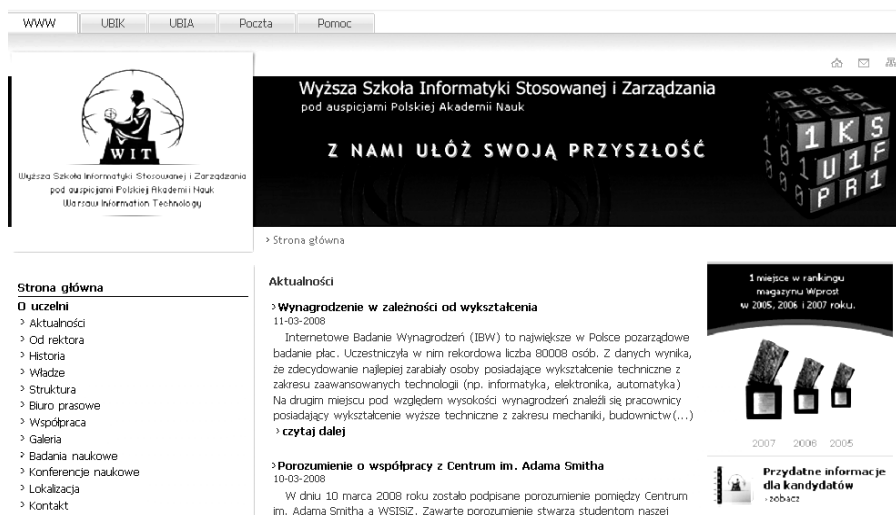 WWW
UBIK
UBIA
Poczta
Pomoc
WIT
Wyższa Szkoła Informatyki Stosowanej i Zarządzania
pod auspicjami Polskiej Akademii Nauk
Warsaw Information Technology
Wyższa Szkoła Informatyki Stosowanej i Zarządzania
pod auspicjami Polskiej Akademii Nauk
Z NAMI UŁÓŻ SWOJĄ PRZYSZŁOŚĆ
1 K S
U 1 F
P R 1
› Strona główna
Strona główna
O uczelni
› Aktualności
› Od rektora
› Historia
› Władze
› Struktura
› Biuro prasowe
› Współpraca
› Galeria
› Badania naukowe
› Konferencje naukowe
› Lokalizacja
› Kontakt
Aktualności
› Wynagrodzenie w zależności od wykształcenia
11-03-2008
Internetowe Badanie Wynagrodzeń (IBW) to największe w Polsce pozarządowe
badanie płac. Uczestniczyła w nim rekordowa liczba 80008 osób. Z danych wynika,
że zdecydowanie najlepiej zarabiały osoby posiadające wykształcenie techniczne z
zakresu zaawansowanych technologii (np. informatyka, elektronika, automatyka)
Na drugim miejscu pod względem wysokości wynagrodzeń znaleźli się pracownicy
posiadający wykształcenie wyższe techniczne z zakresu mechaniki, budownictw(...)
› czytaj dalej
› Porozumienie o współpracy z Centrum im. Adama Smitha
10-03-2008
W dniu 10 marca 2008 roku zostało podpisane porozumienie pomiędzy Centrum
im. Adama Smitha a WSISiZ. Zawarte porozumienie stwarza studentom naszej
1 miejsce w rankingu
magazynu Wprost
w 2005, 2006 i 2007 roku.
2007 2006 2005
Przydatne informacje
dla kandydatów
› zobacz